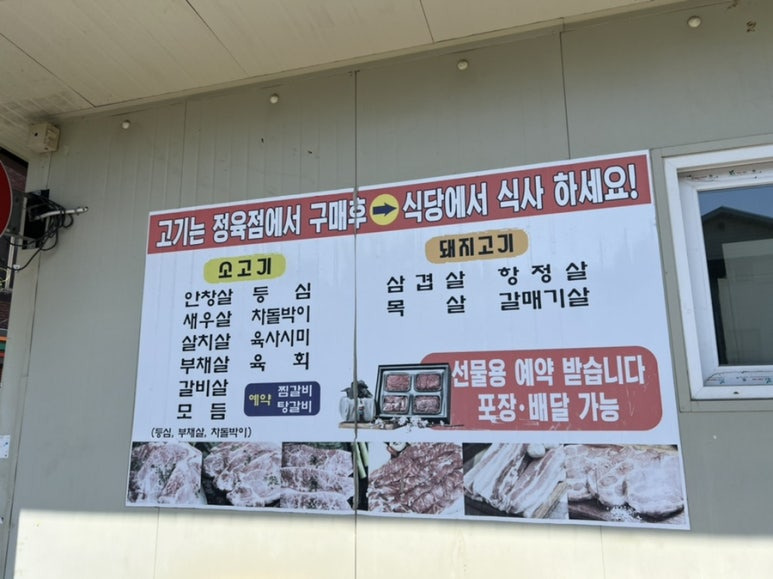 고기는 정육점에서 구매후 ➡ 식당에서 식사 하세요!
소고기
안창살 등심
새우살 차돌박이
살치살 육사시미
부채살 육회
갈비살
모듬
(등심, 부채살, 차돌박이)
예약 찜갈비
탕갈비
돼지고기
삼겹살 항정살
목살 갈매기살
선물용 예약 받습니다
포장·배달 가능